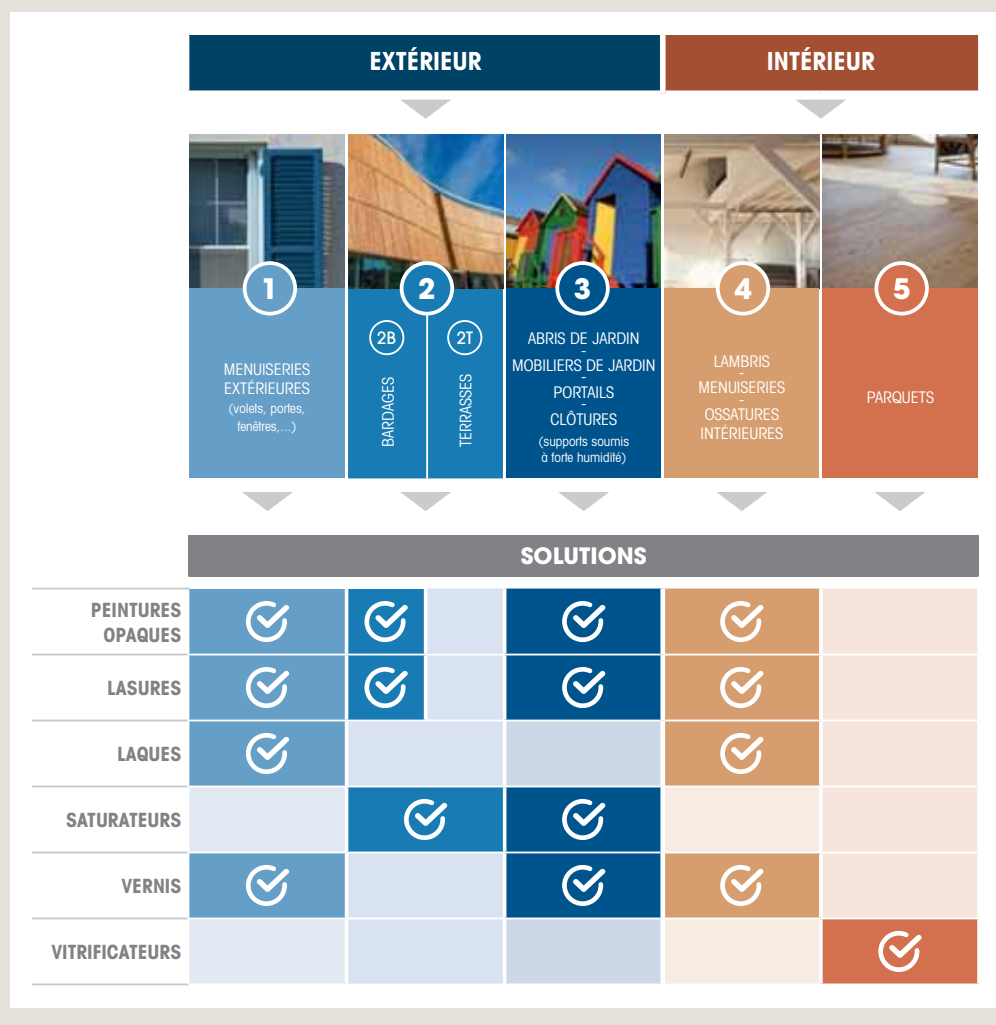 EXTÉRIEUR
INTÉRIEUR
1
MENUISERIES
EXTÉRIEURES
(volets, portes,
fenêtres,...)
2
2B
BARDAGES
2T
TERRASSES
3
ABRIS DE JARDIN
-
MOBILIERS DE JARDIN
-
PORTAILS
-
CLÔTURES
(supports soumis
à forte humidité)
4
LAMBRIS
-
MENUISERIES
-
OSSATURES
INTÉRIEURES
5
PARQUETS
SOLUTIONS
PEINTURES
OPAQUES
LASURES
LAQUES
SATURATEURS
VERNIS
VITRIFICATEURS